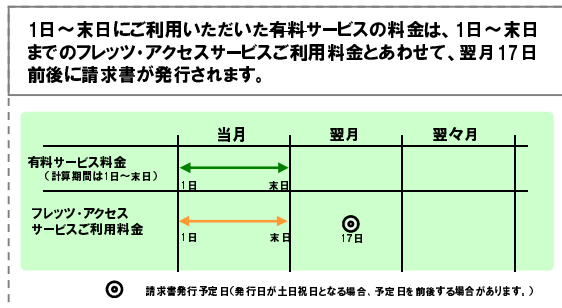 1日～末日にご利用いただいた有料サービスの料金は、1日～末日
までのフレッツ・アクセスサービスご利用料金とあわせて、翌月17日
前後に請求書が発行されます。
当月 翌月 翌々月
有料サービス料金
（計算期間は1日～末日）
1日 末日
フレッツ・アクセス
サービスご利用料金
1日 末日 17日
◎ 請求書発行予定日（発行日が土日祝日となる場合、予定日を前後する場合があります。）